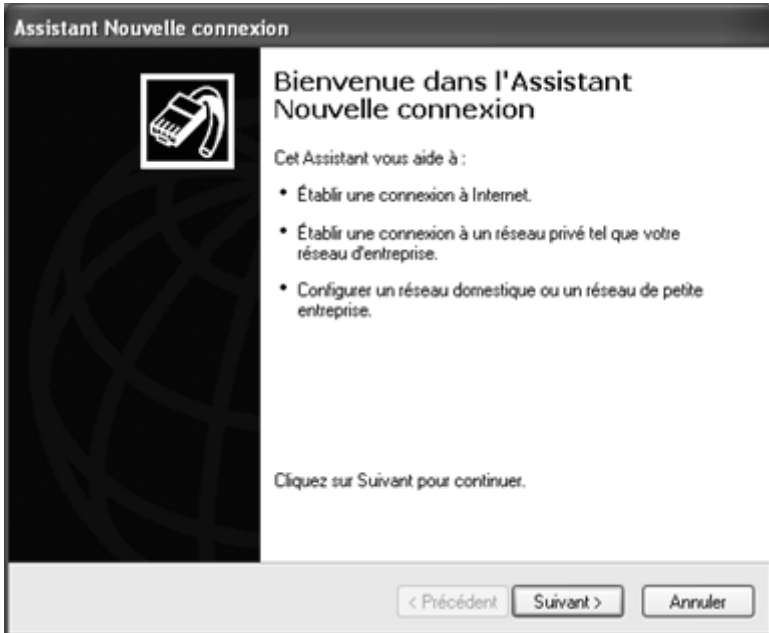 Assistant Nouvelle connexion
Bienvenue dans l'Assistant
Nouvelle connexion
Cet Assistant vous aide à :
• Établir une connexion à Internet.
• Établir une connexion à un réseau privé tel que votre
réseau d'entreprise.
• Configurer un réseau domestique ou un réseau de petite
entreprise.
Cliquez sur Suivant pour continuer.
< Précédent Suivant > Annuler